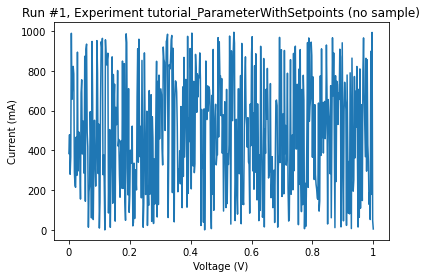 Run #1, Experiment tutorial_ParameterWithSetpoints (no sample)
1000
800
600
400
200
0
Current (mA)
0 0.2 0.4 0.6 0.8 1
Voltage (V)